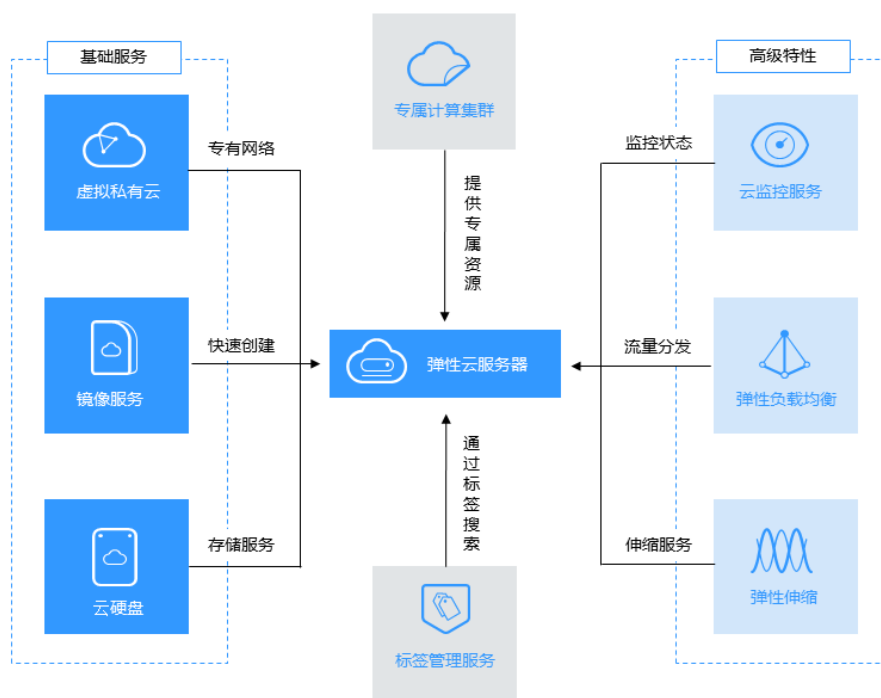 基础服务
虚拟私有云
专有网络
镜像服务
快速创建
云硬盘
存储服务
专属计算集群
提供专属资源
弹性云服务器
通过标签搜索
标签管理服务
高级特性
监控状态
云监控服务
流量分发
弹性负载均衡
伸缩服务
弹性伸缩